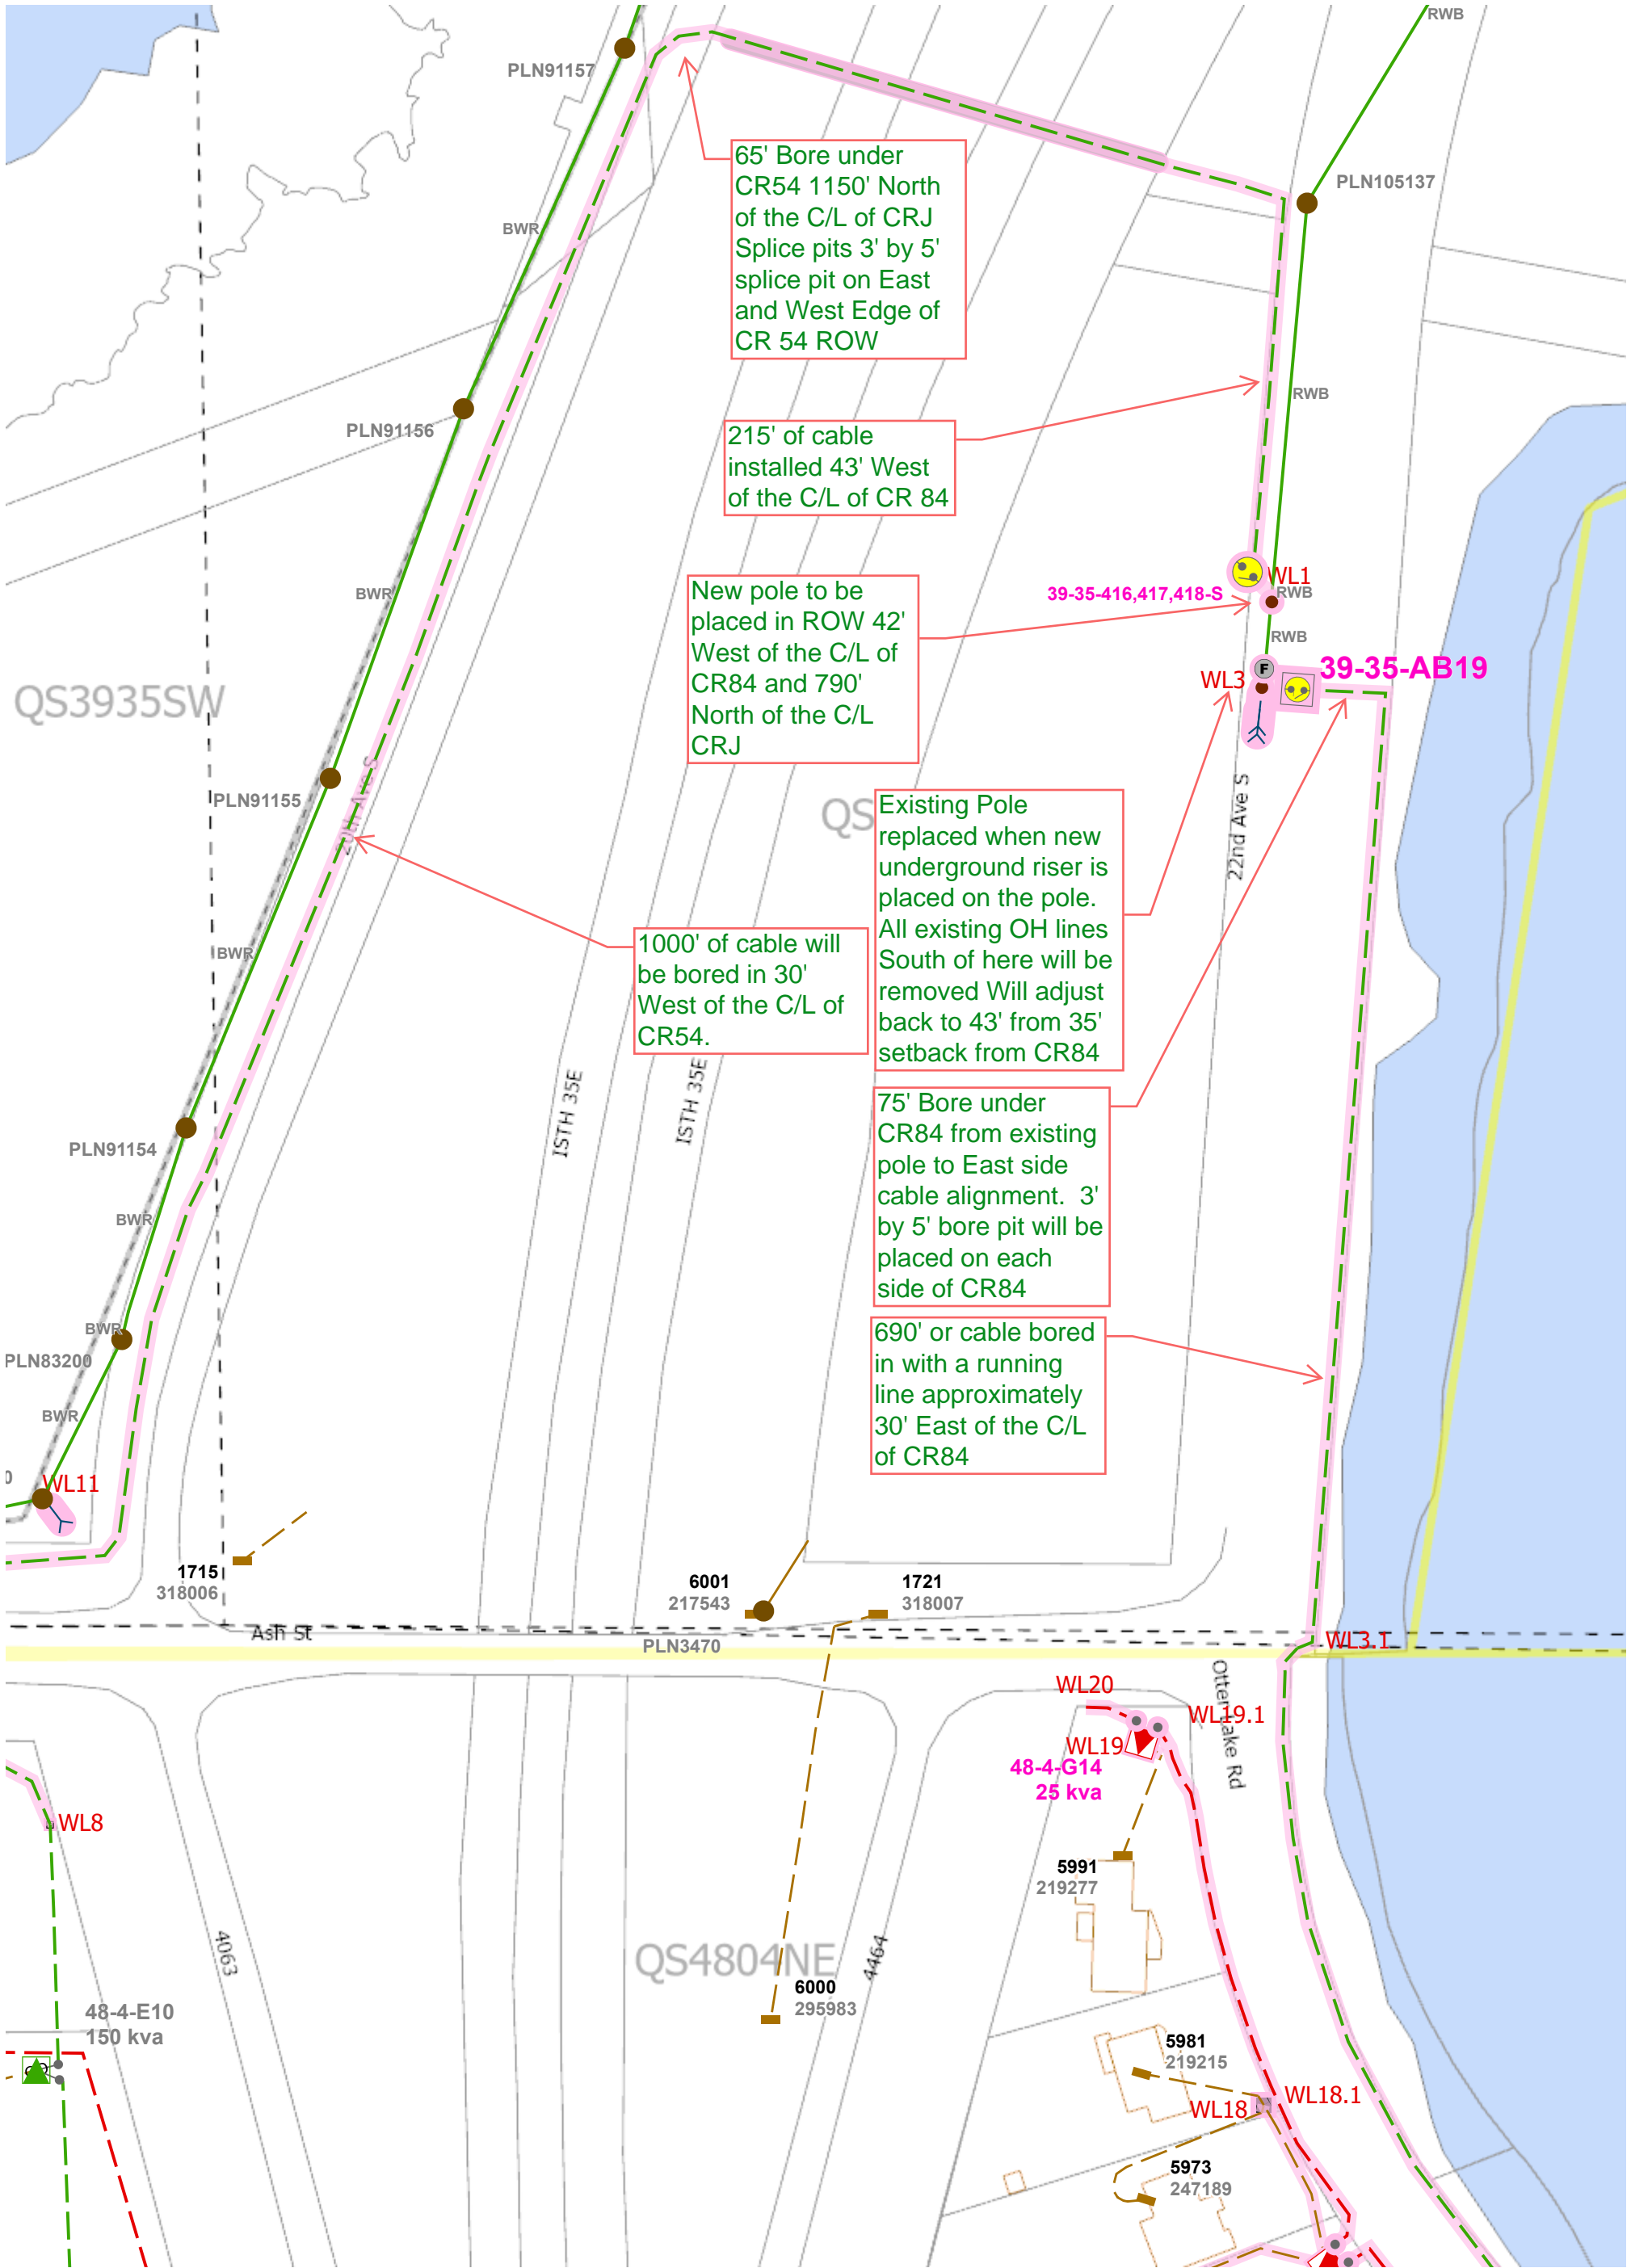 RWB
PLN91157
65' Bore under
CR54 1150' North
of the C/L of CRJ
Splice pits 3' by 5'
splice pit on East
and West Edge of
CR 54 ROW
PLN105137
BWR
RWB
PLN91156
215' of cable
installed 43' West
of the C/L of CR 84
BWR
New pole to be
placed in ROW 42'
West of the C/L of
CR84 and 790'
North of the C/L
CRJ
WL1
39-35-416,417,418-S
RWB
RWB
F
39-35-AB19
WL3
QS3935SW
PLN91155
20th Ave S
QS
22nd Ave S
Existing Pole
replaced when new
underground riser is
placed on the pole.
All existing OH lines
South of here will be
removed Will adjust
back to 43' from 35'
setback from CR84
BWR
1000' of cable will
be bored in 30'
West of the C/L of
CR54.
ISTH 35E
ISTH 35E
75' Bore under
CR84 from existing
pole to East side
cable alignment. 3'
by 5' bore pit will be
placed on each
side of CR84
PLN91154
BWR
BWR
PLN83200
690' or cable bored
in with a running
line approximately
30' East of the C/L
of CR84
BWR
0
WL11
1715
318006
6001
217543
1721
318007
Ash St
PLN3470
WL3.1
WL20
WL19.1
WL19
Otter Lake Rd
48-4-G14
25 kva
WL8
5991
219277
4063
4464
QS4804NE
6000
295983
48-4-E10
150 kva
5981
219215
WL18.1
WL18
5973
247189